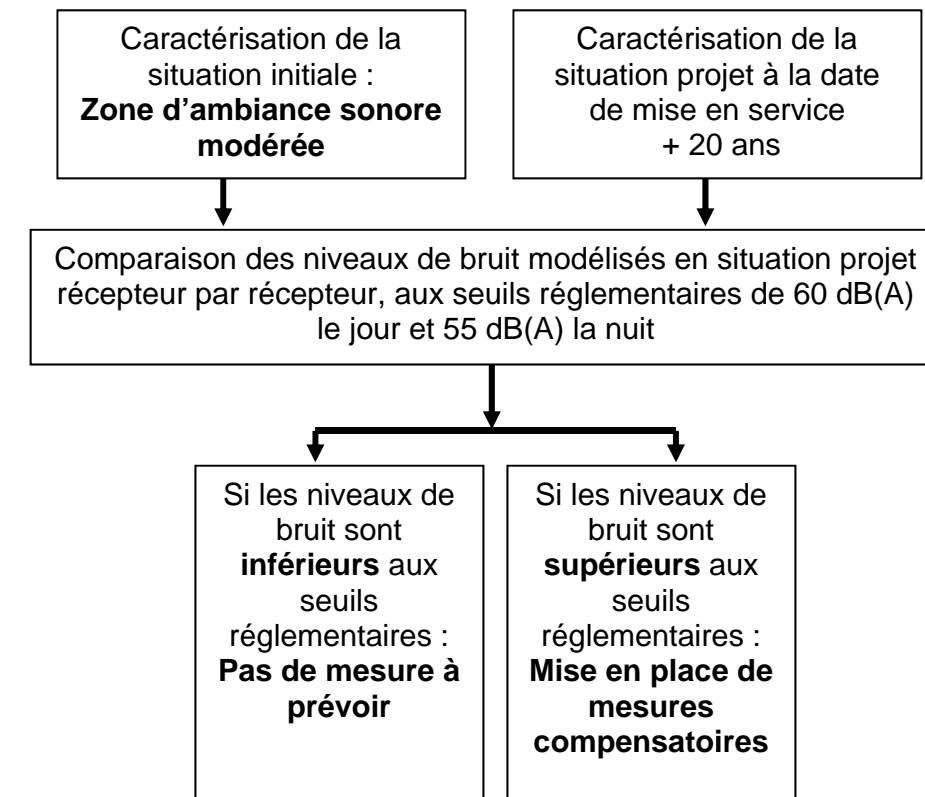 Caractérisation de la
situation initiale :
Zone d'ambiance sonore
modérée
Caractérisation de la
situation projet à la date
de mise en service
+ 20 ans
Comparaison des niveaux de bruit modélisés en situation projet
récepteur par récepteur, aux seuils réglementaires de 60 dB(A)
le jour et 55 dB(A) la nuit
Si les niveaux de
bruit sont
inférieurs aux
seuils
réglementaires :
Pas de mesure à
prévoir
Si les niveaux de
bruit sont
supérieurs aux
seuils
réglementaires :
Mise en place de
mesures
compensatoires